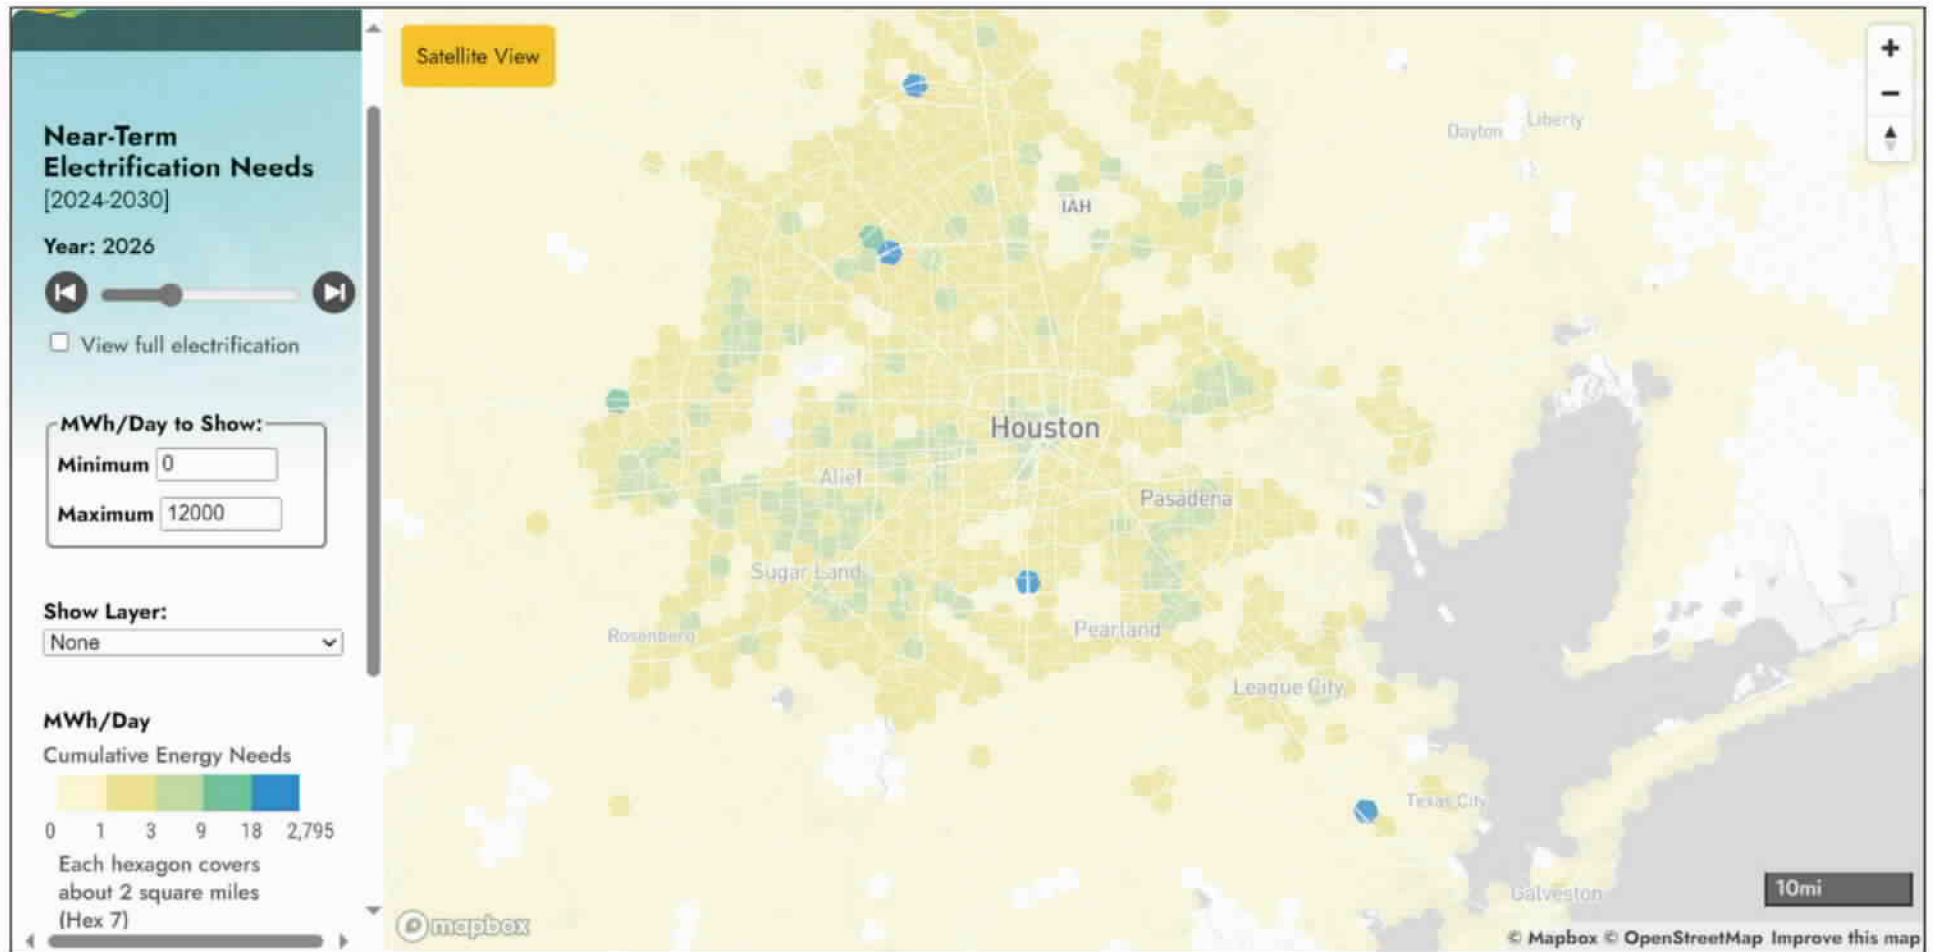 Near-Term
Electrification Needs
[2024-2030]
Year: 2026
View full electrification
MWh/Day to Show:
Minimum 0
Maximum 12000
Show Layer:
None
MWh/Day
Cumulative Energy Needs
0 1 3 9 18 2,795
Each hexagon covers
about 2 square miles
(Hex 7)
Satellite View
+
−
Dayton
Liberty
IAH
Houston
Alief
Pasadena
Sugar Land
Rosenberg
Pearland
League City
Texas City
Galveston
10mi
mapbox
© Mapbox © OpenStreetMap Improve this map